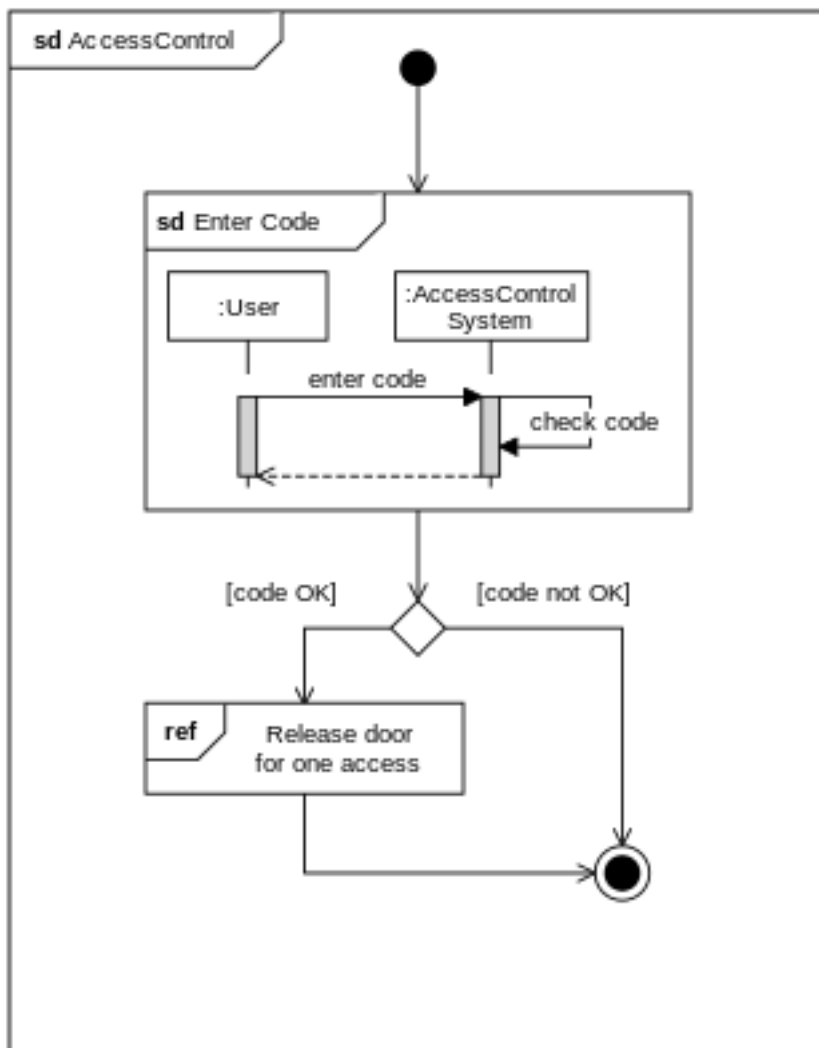 sd AccessControl
sd Enter Code
:User
:AccessControl
System
enter code
check code
[code OK]
[code not OK]
ref
Release door
for one access